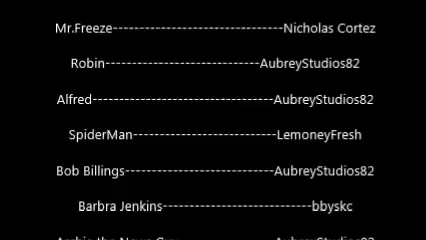 Mr.Freeze--------------------------------Nicholas Cortez
Robin-----------------------------AubreyStudios82
Alfred----------------------------------AubreyStudios82
SpiderMan---------------------------LemoneyFresh
Bob Billings----------------------------AubreyStudios82
Barbra Jenkins----------------------------bbyskc